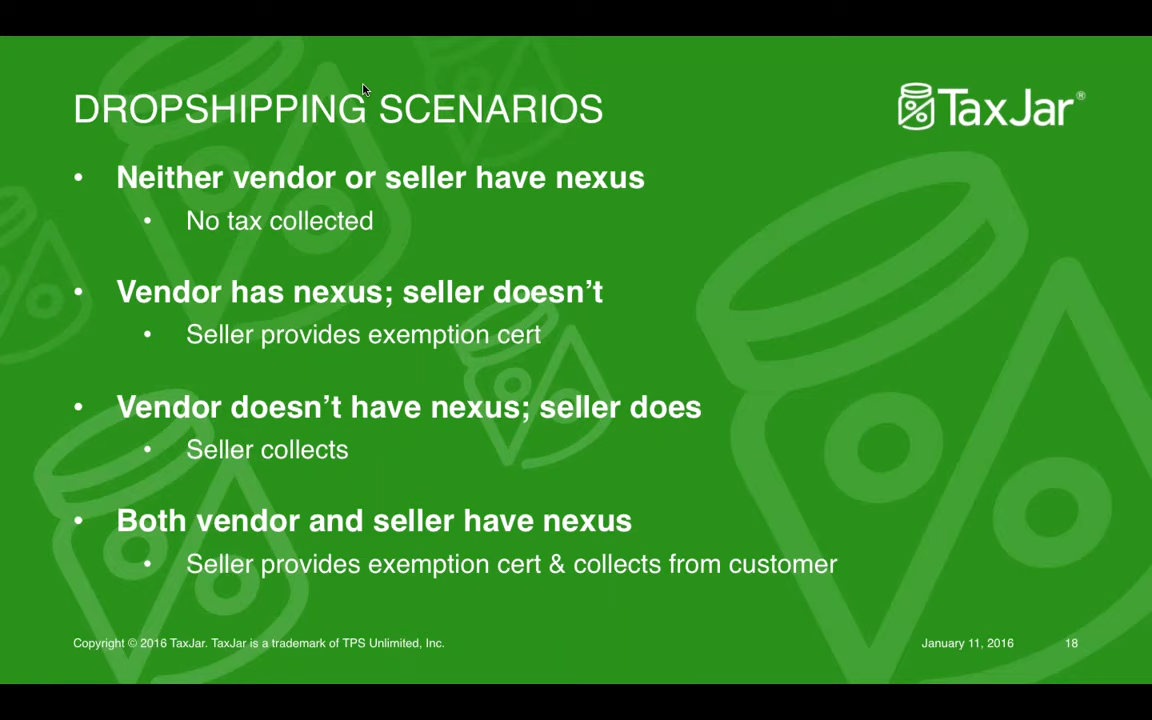 DROPSHIPPING SCENARIOS
TaxJar®
• Neither vendor or seller have nexus
• No tax collected
• Vendor has nexus; seller doesn’t
• Seller provides exemption cert
• Vendor doesn’t have nexus; seller does
• Seller collects
• Both vendor and seller have nexus
• Seller provides exemption cert & collects from customer
Copyright © 2016 TaxJar. TaxJar is a trademark of TPS Unlimited, Inc.
January 11, 2016
18